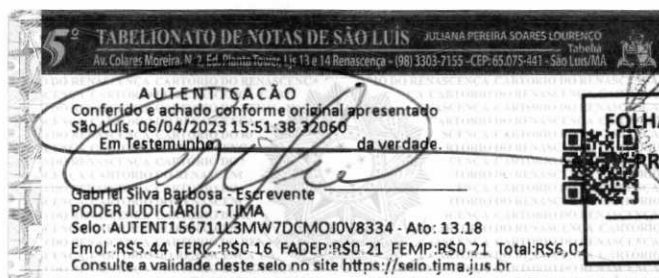 5º TABELIONATO DE NOTAS DE SÃO LUÍS JULIANA PEREIRA SOARES LOURENÇO
Tabeliã
Av. Colares Moreira, N. 2, Ed. Planta Tower, Ljs 13 e 14 Renascença - (98) 3303-7155 -CEP: 65.075-441 - São Luís/MA
AUTENTICAÇÃO
Conferido e achado conforme original apresentado
São Luís. 06/04/2023 15:51:38 32060
Em Testemunho da verdade.
FOLHA
PR
Gabriel Silva Barbosa - Escrevente
PODER JUDICIÁRIO - TJMA
Selo: AUTENT156711L3MW7DCMOJ0V8334 - Ato: 13.18
Emol.:R$5,44 FERC.:R$0,16 FADEP:R$0,21 FEMP:R$0,21 Total:R$6,02
Consulte a validade deste selo no site https://selo.tjma.jus.br